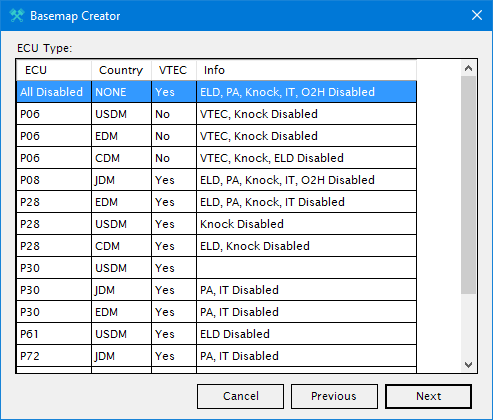 Basemap Creator
ECU Type:
ECU Country VTEC Info
All Disabled NONE Yes ELD, PA, Knock, IT, O2H Disabled
P06 USDM No VTEC, Knock Disabled
P06 EDM No VTEC, Knock Disabled
P06 CDM No VTEC, Knock, ELD Disabled
P08 JDM Yes ELD, PA, Knock, IT, O2H Disabled
P28 EDM Yes ELD, PA, Knock, IT Disabled
P28 USDM Yes Knock Disabled
P28 CDM Yes ELD, Knock Disabled
P30 USDM Yes
P30 JDM Yes PA, IT Disabled
P30 EDM Yes PA, IT Disabled
P61 USDM Yes ELD Disabled
P72 JDM Yes PA, IT Disabled
Cancel Previous Next